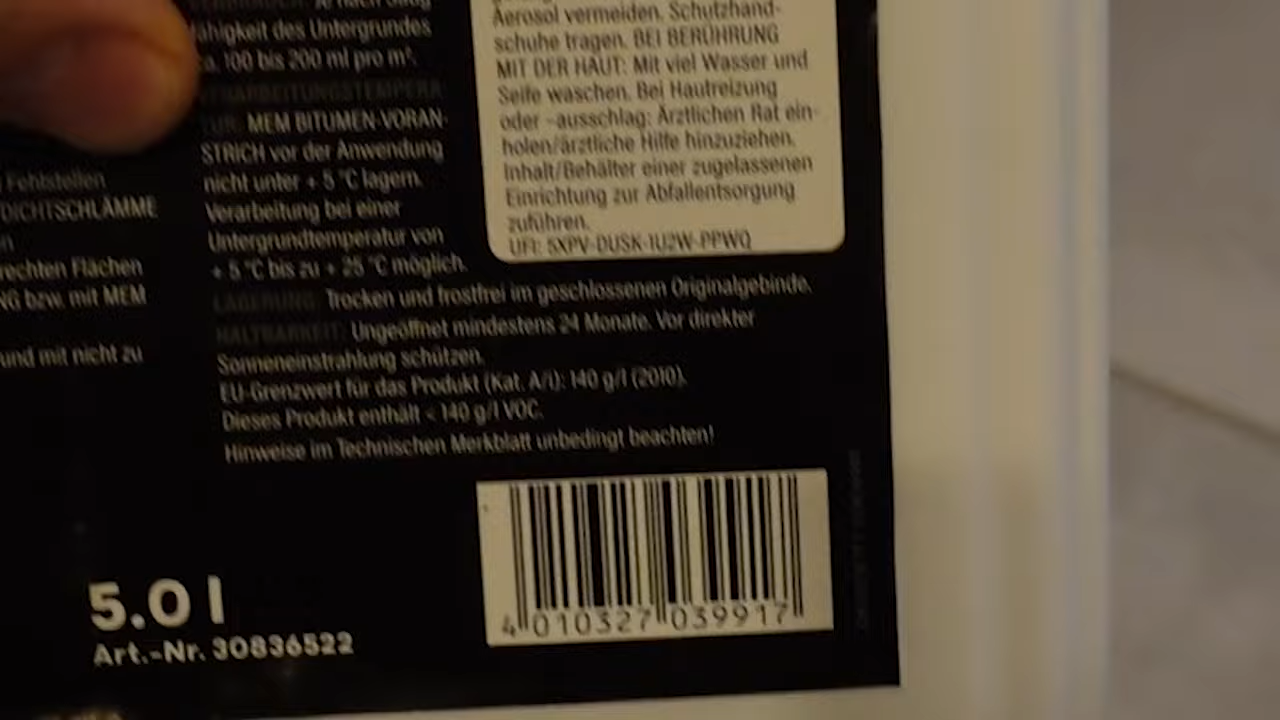 ähigkeit des Untergrundes
ca. 100 bis 200 ml pro m².
MEM BITUMEN-VORAN-
STRICH vor der Anwendung
nicht unter + 5 °C lagern.
Verarbeitung bei einer
Untergrundtemperatur von
+ 5 °C bis zu + 25 °C möglich.
LAGERUNG: Trocken und frostfrei im geschlossenen Originalgebinde.
HALTBARKEIT: Ungeöffnet mindestens 24 Monate. Vor direkter
Sonneneinstrahlung schützen.
EU-Grenzwert für das Produkt (Kat. A/i): 140 g/l (2010).
Dieses Produkt enthält < 140 g/l VOC.
Hinweise im Technischen Merkblatt unbedingt beachten!
Aerosol vermeiden. Schutzhand-
schuhe tragen. BEI BERÜHRUNG
MIT DER HAUT: Mit viel Wasser und
Seife waschen. Bei Hautreizung
oder -ausschlag: Ärztlichen Rat ein-
holen/ärztliche Hilfe hinzuziehen.
Inhalt/Behälter einer zugelassenen
Einrichtung zur Abfallentsorgung
zuführen.
UFI: 5XPV-DUSK-1U2W-PPWQ
Fehlstellen
DICHTSCHLÄMME
rechten Flächen
NG bzw. mit MEM
und mit nicht zu
5.0 l
Art.-Nr. 30836522
4 010327 039917